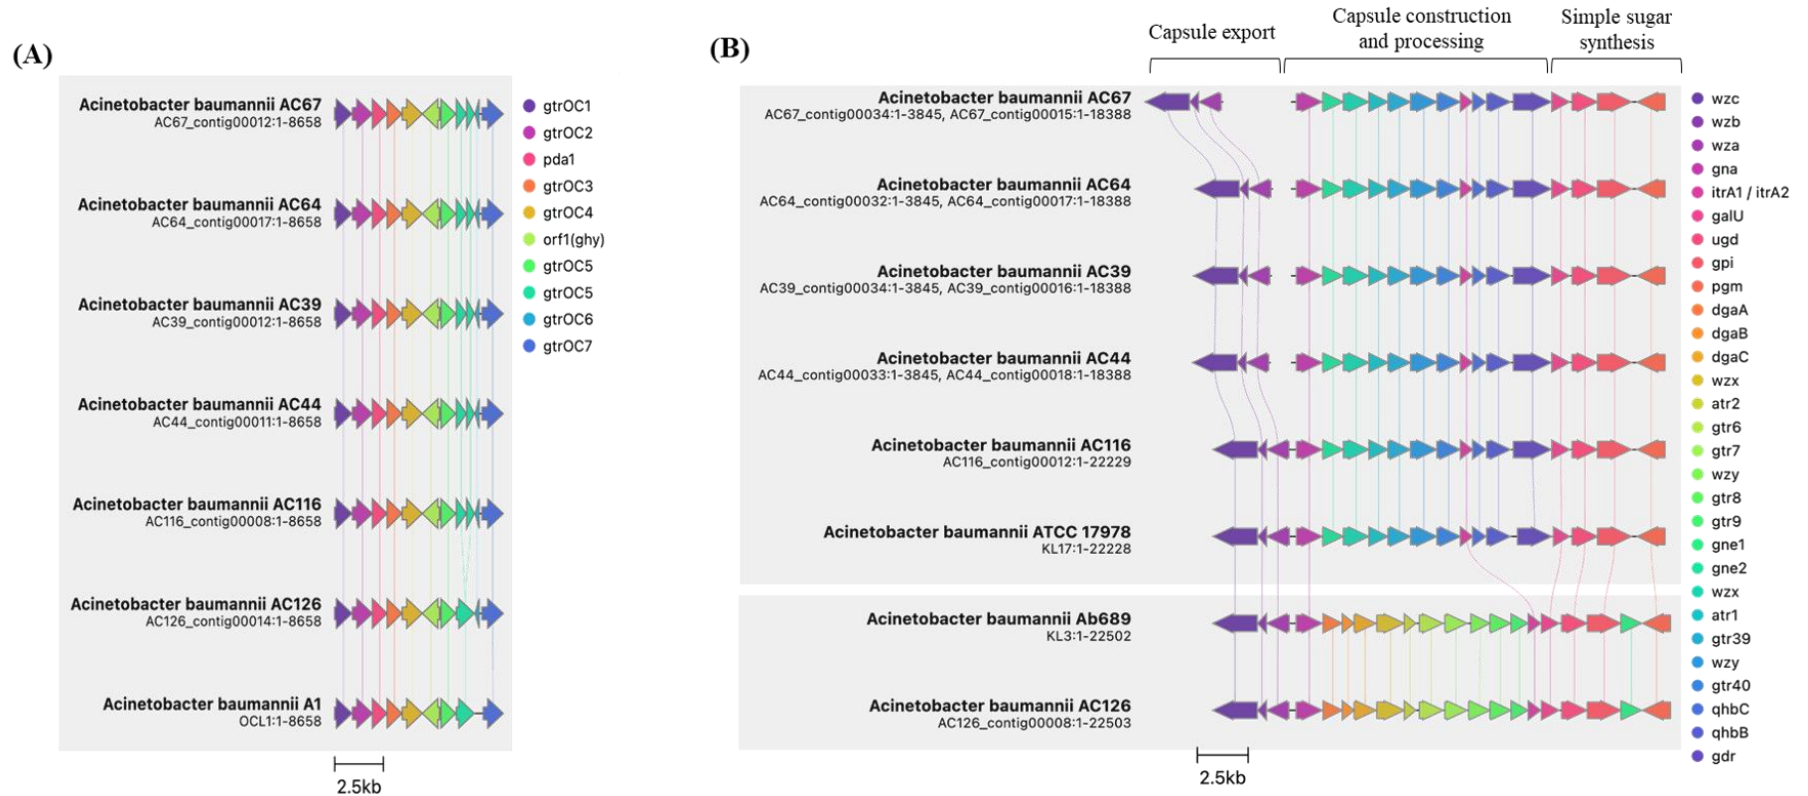 (A)
Acinetobacter baumannii AC67
AC67_contig00012:1-8658
Acinetobacter baumannii AC64
AC64_contig00017:1-8658
Acinetobacter baumannii AC39
AC39_contig00012:1-8658
Acinetobacter baumannii AC44
AC44_contig00011:1-8658
Acinetobacter baumannii AC116
AC116_contig00008:1-8658
Acinetobacter baumannii AC126
AC126_contig00014:1-8658
Acinetobacter baumannii A1
OCL1:1-8658
2.5kb
gtrOC1
gtrOC2
pda1
gtrOC3
gtrOC4
orf1(ghy)
gtrOC5
gtrOC5
gtrOC6
gtrOC7
(B)
Capsule export
Capsule construction
and processing
Simple sugar
synthesis
Acinetobacter baumannii AC67
AC67_contig00034:1-3845, AC67_contig00015:1-18388
Acinetobacter baumannii AC64
AC64_contig00032:1-3845, AC64_contig00017:1-18388
Acinetobacter baumannii AC39
AC39_contig00034:1-3845, AC39_contig00016:1-18388
Acinetobacter baumannii AC44
AC44_contig00033:1-3845, AC44_contig00018:1-18388
Acinetobacter baumannii AC116
AC116_contig00012:1-22229
Acinetobacter baumannii ATCC 17978
KL17:1-22228
Acinetobacter baumannii Ab689
KL3:1-22502
Acinetobacter baumannii AC126
AC126_contig00008:1-22503
2.5kb
wzc
wzb
wza
gna
itrA1 / itrA2
galU
ugd
gpi
pgm
dgaA
dgaB
dgaC
wzx
atr2
gtr6
gtr7
wzy
gtr8
gtr9
gne1
gne2
wzx
atr1
gtr39
wzy
gtr40
qhbC
qhbB
gdr